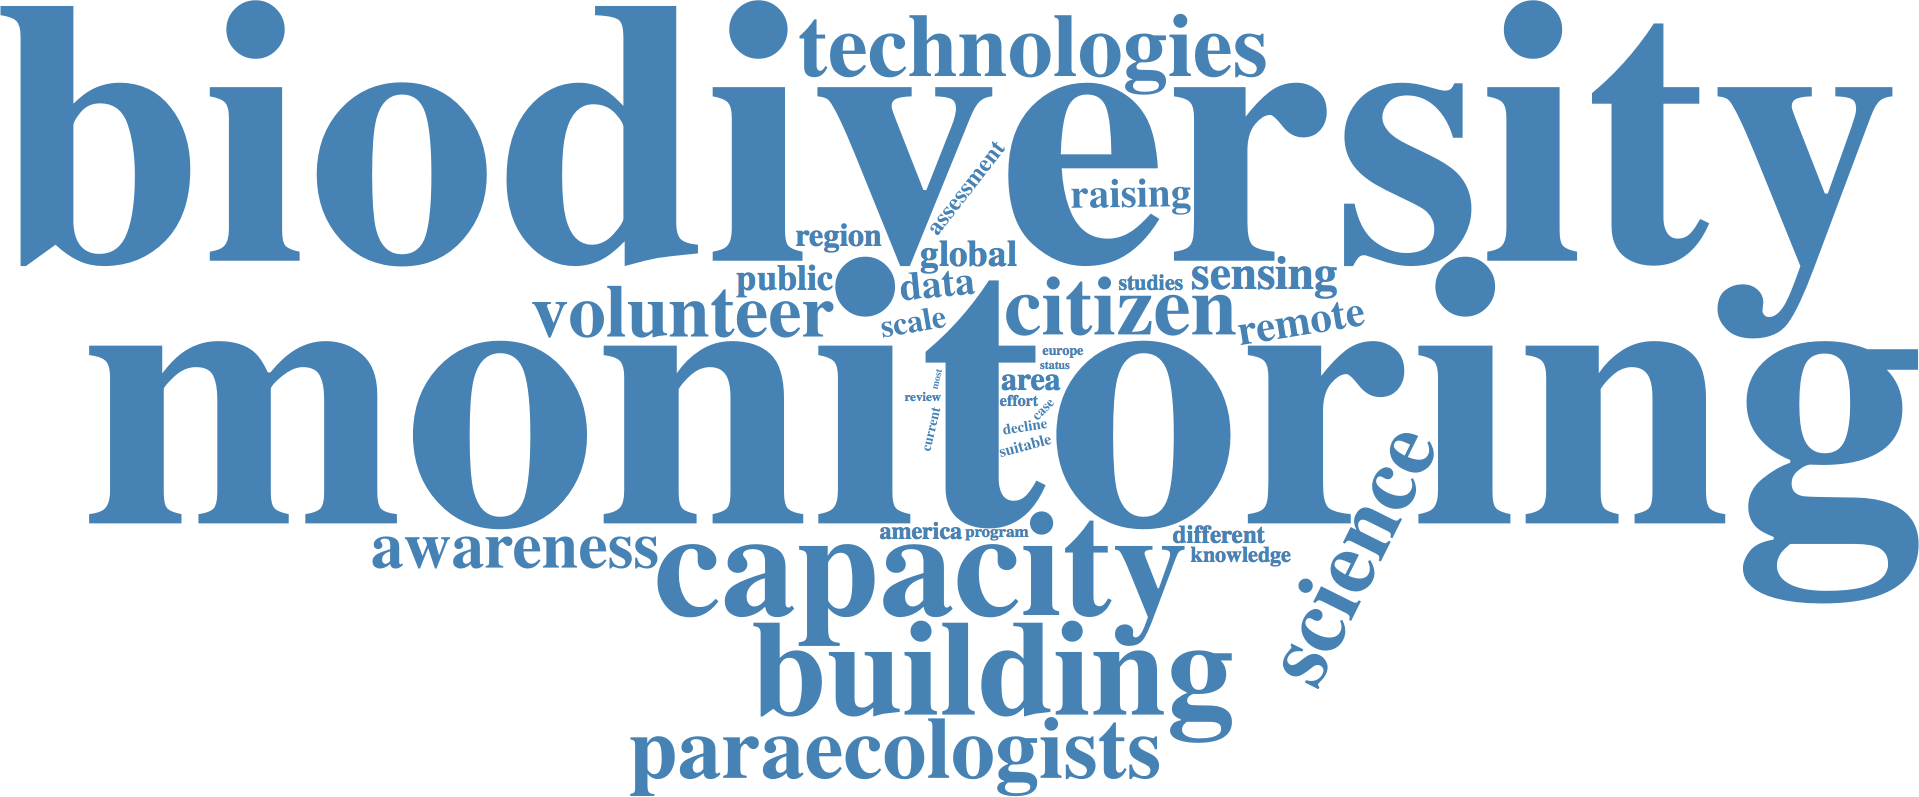 technologies
biodiversity
assessment
raising
region
global
public
data
studies
sensing
volunteer
scale
citizen
remote
monitoring
europe
status
most
area
review
effort
case
current
decline
suitable
science
america
program
different
awareness
capacity
knowledge
building
paraecologists